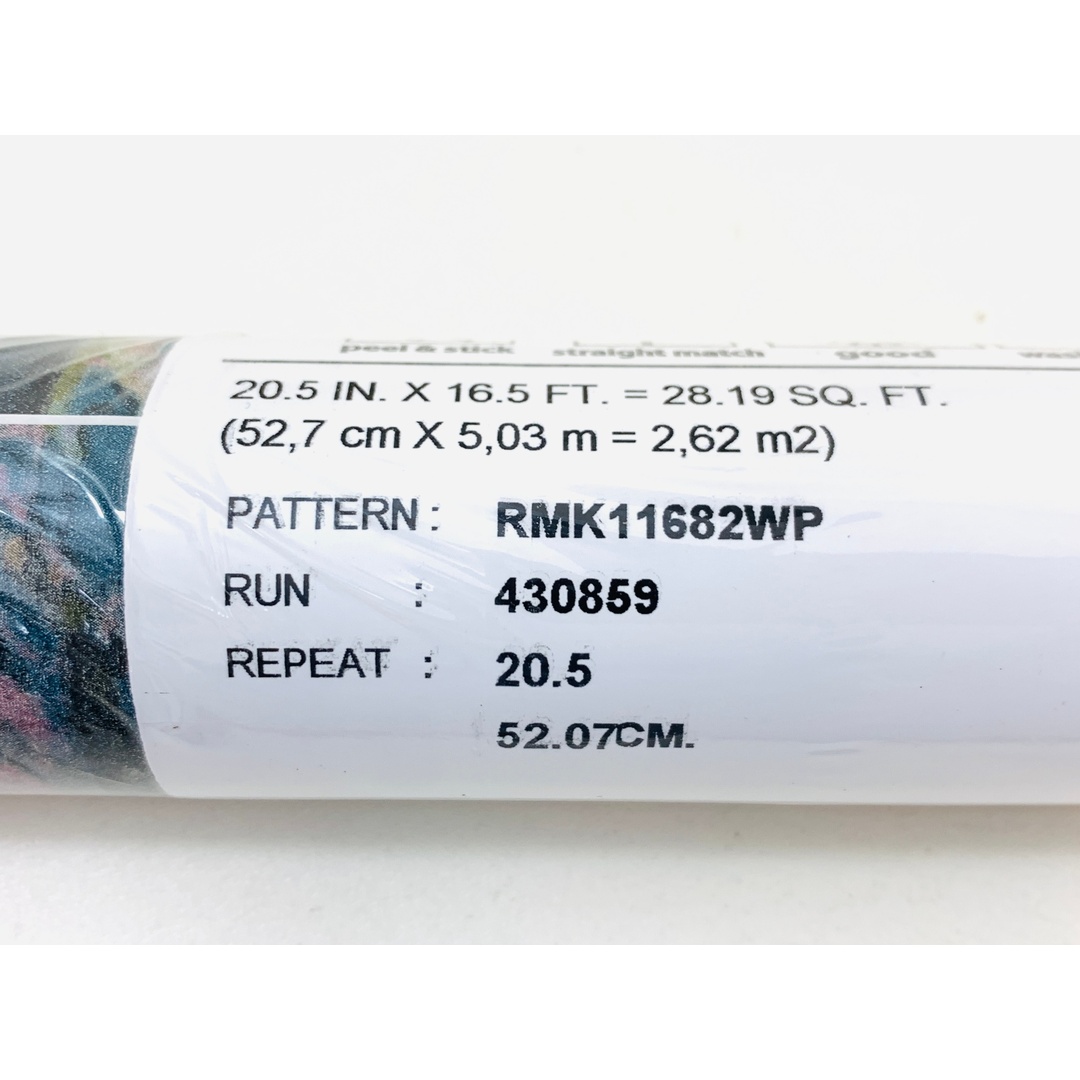 peel & stick straight match good
20.5 IN. X 16.5 FT. = 28.19 SQ. FT.
(52,7 cm X 5,03 m = 2,62 m2)
PATTERN : RMK11682WP
RUN : 430859
REPEAT : 20.5
52.07CM.